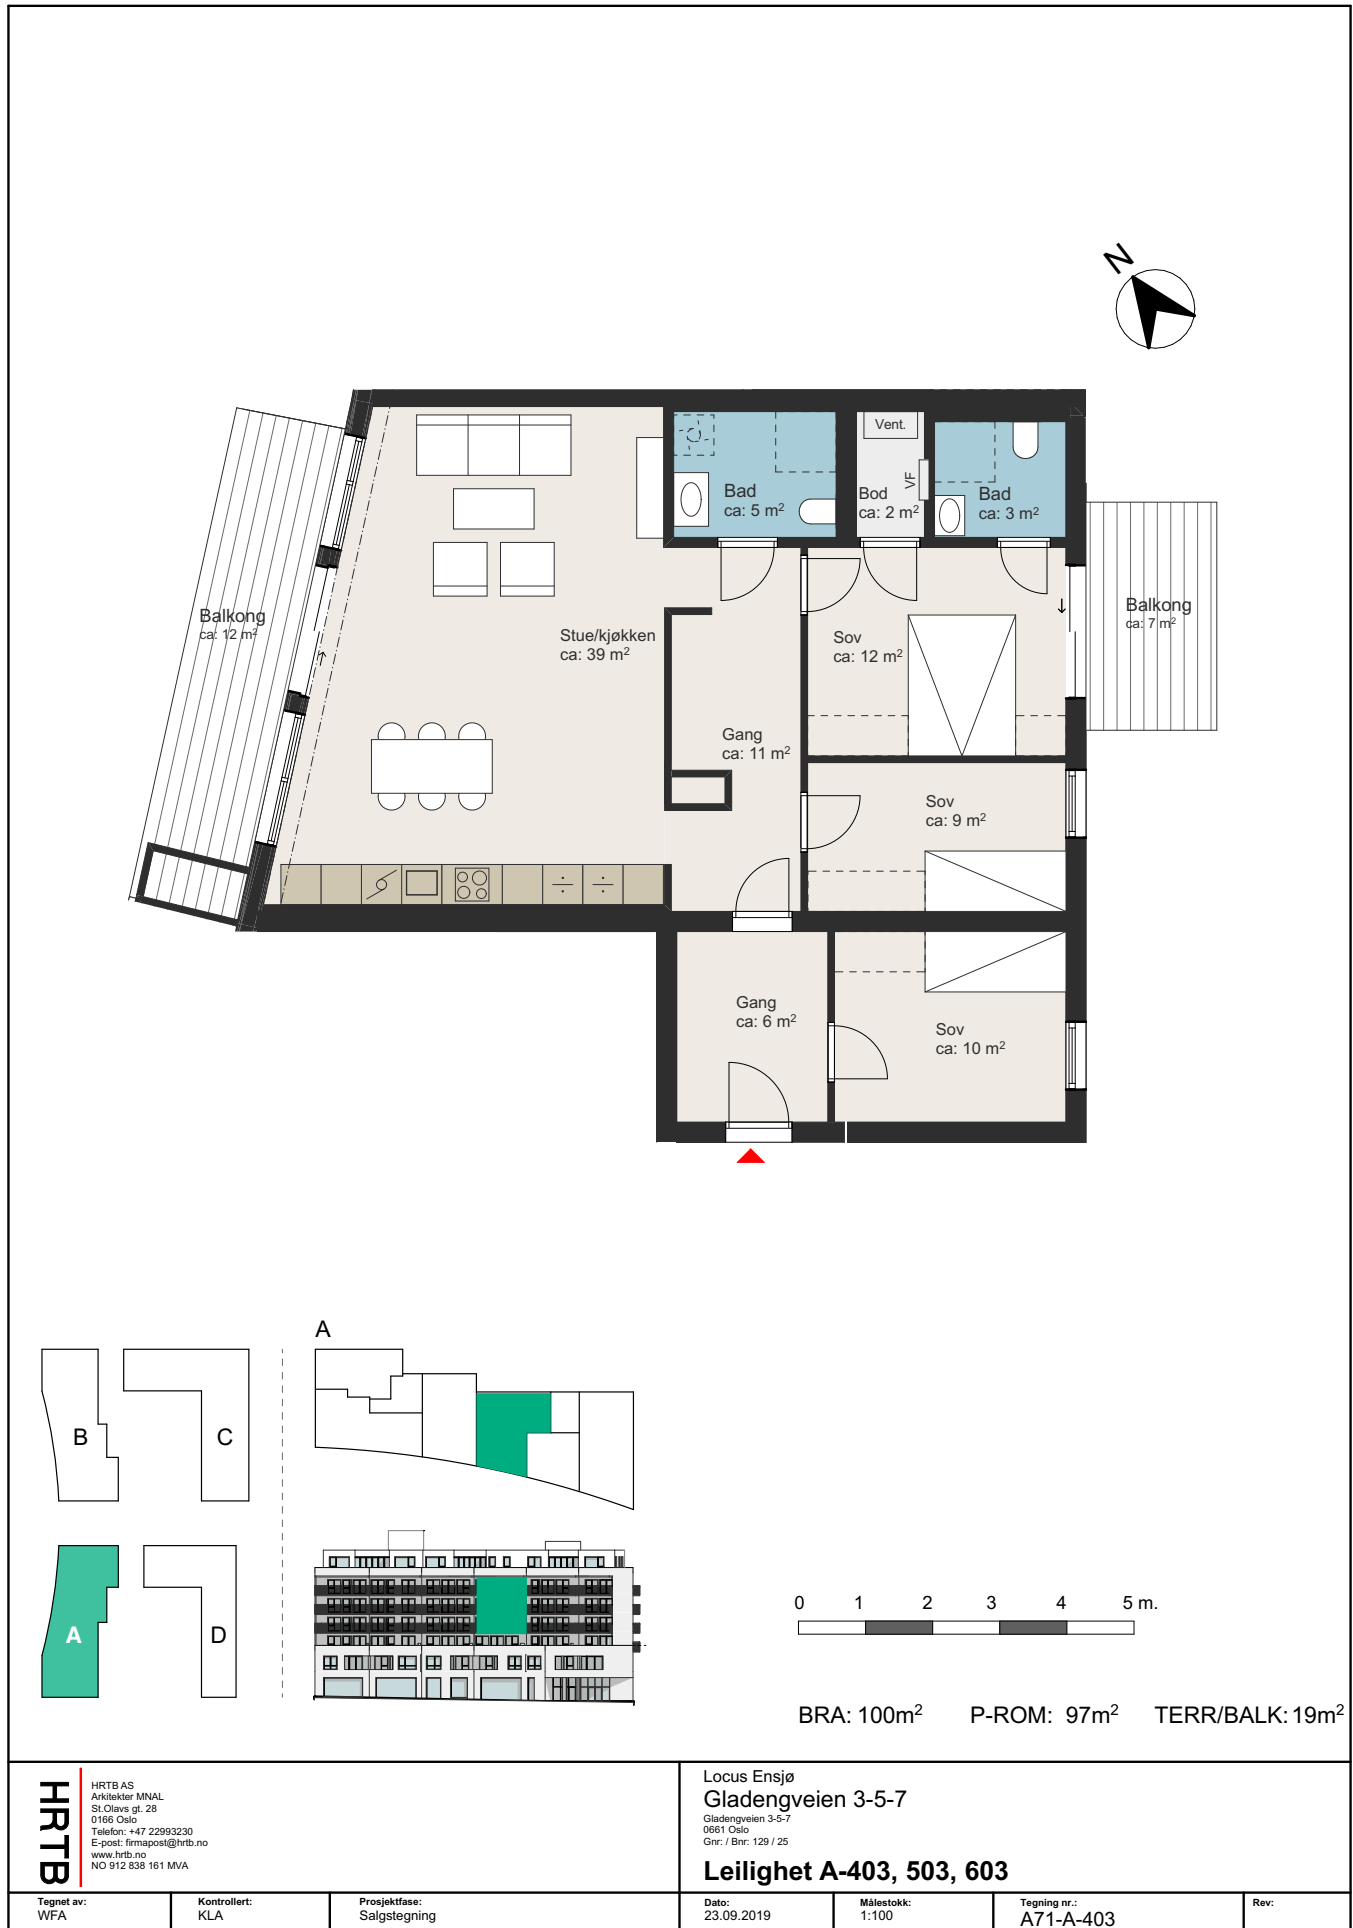 N
Vent.
VF
Bad
ca: 5 m²
Bod
ca: 2 m²
Bad
ca: 3 m²
Balkong
ca: 12 m²
Stue/kjøkken
ca: 39 m²
Sov
ca: 12 m²
Balkong
ca: 7 m²
Gang
ca: 11 m²
Sov
ca: 9 m²
Gang
ca: 6 m²
Sov
ca: 10 m²
A
B
C
A
D
0 1 2 3 4 5 m.
BRA: 100m² P-ROM: 97m² TERR/BALK: 19m²
HRTB
HRTB AS
Arkitekter MNAL
St.Olavs gt. 28
0166 Oslo
Telefon: +47 22993230
E-post: firmapost@hrtb.no
www.hrtb.no
NO 912 838 161 MVA
Locus Ensjø
Gladengveien 3-5-7
Gladengveien 3-5-7
0661 Oslo
Gnr: / Bnr: 129 / 25
Leilighet A-403, 503, 603
Tegnet av:
WFA
Kontrollert:
KLA
Prosjektfase:
Salgstegning
Dato:
23.09.2019
Målestokk:
1:100
Tegning nr.:
A71-A-403
Rev: